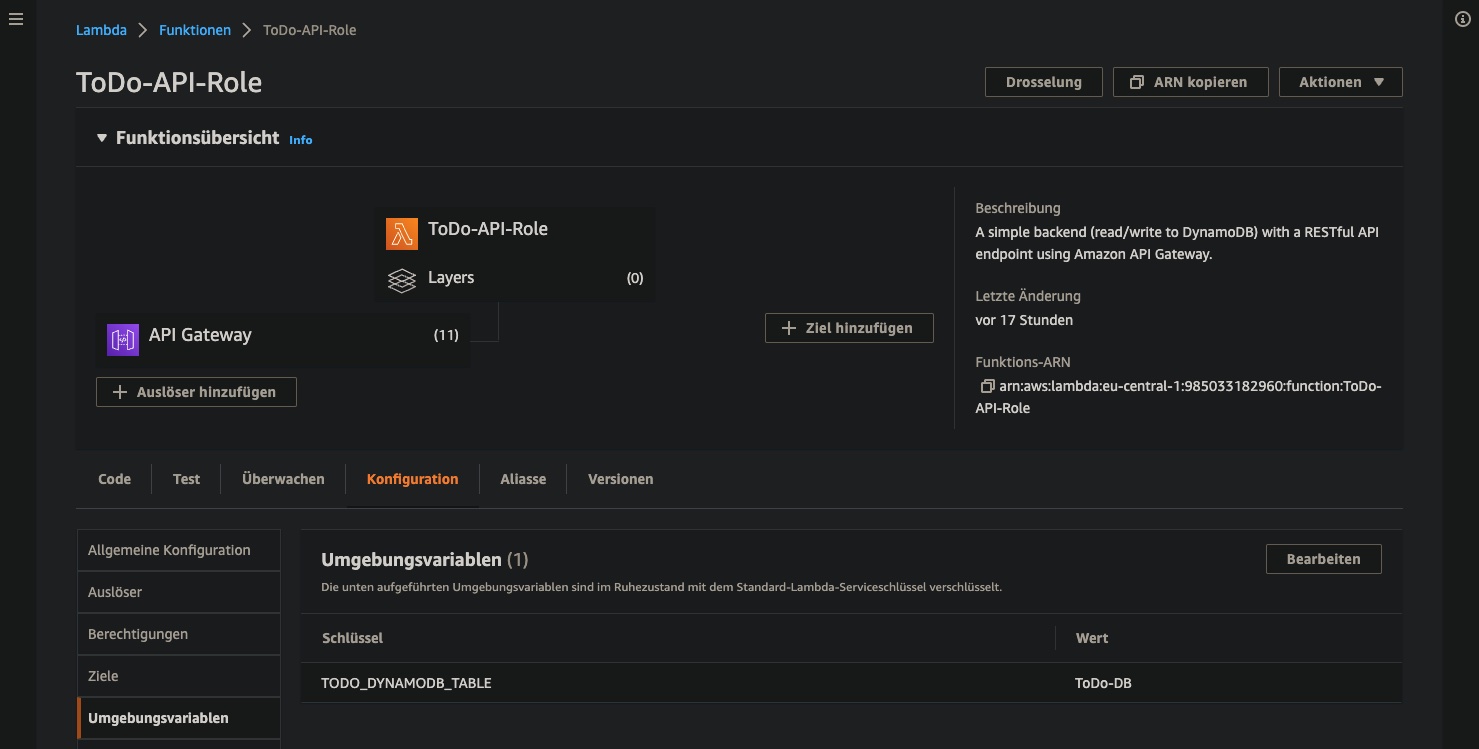 Lambda > Funktionen > ToDo-API-Role
ToDo-API-Role
Drosselung
ARN kopieren
Aktionen
Funktionsübersicht Info
ToDo-API-Role
Layers (0)
API Gateway (11)
Auslöser hinzufügen
Ziel hinzufügen
Beschreibung
A simple backend (read/write to DynamoDB) with a RESTful API
endpoint using Amazon API Gateway.
Letzte Änderung
vor 17 Stunden
Funktions-ARN
arn:aws:lambda:eu-central-1:985033182960:function:ToDo-
API-Role
Code Test Überwachen Konfiguration Aliasse Versionen
Allgemeine Konfiguration
Auslöser
Berechtigungen
Ziele
Umgebungsvariablen
Umgebungsvariablen (1)
Bearbeiten
Die unten aufgeführten Umgebungsvariablen sind im Ruhezustand mit dem Standard-Lambda-Serviceschlüssel verschlüsselt.
Schlüssel Wert
TODO_DYNAMODB_TABLE ToDo-DB